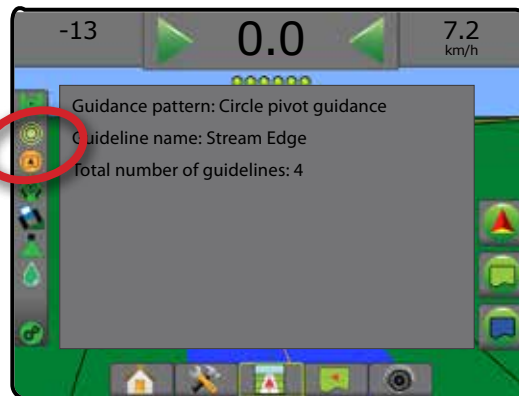 -13
0.0
7.2
km/h
Guidance pattern: Circle pivot guidance
Guideline name: Stream Edge
Total number of guidelines: 4